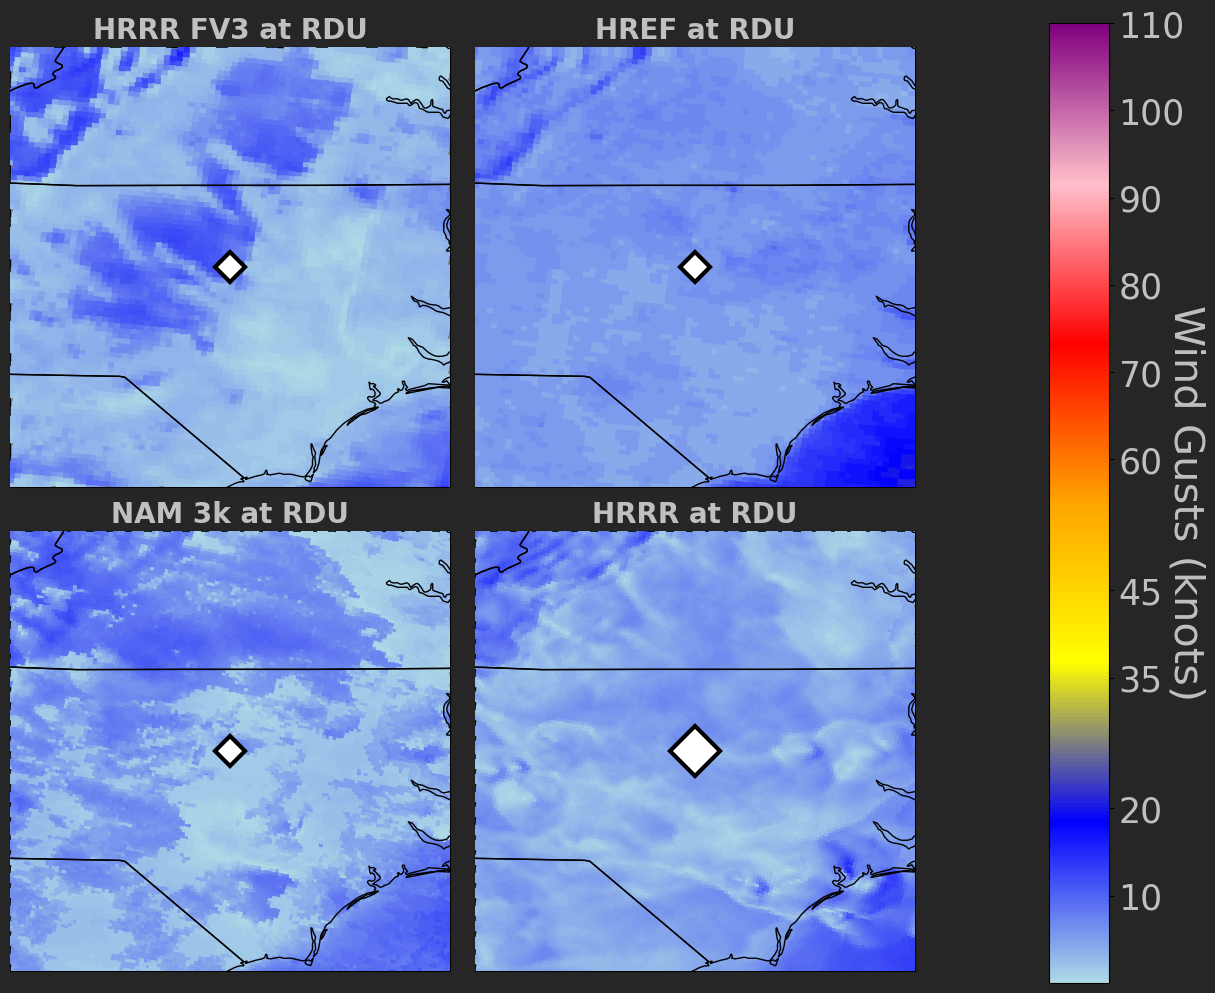 HRRR FV3 at RDU
HREF at RDU
NAM 3k at RDU
HRRR at RDU
110
100
90
80
70
60
45
35
20
10
Wind Gusts (knots)